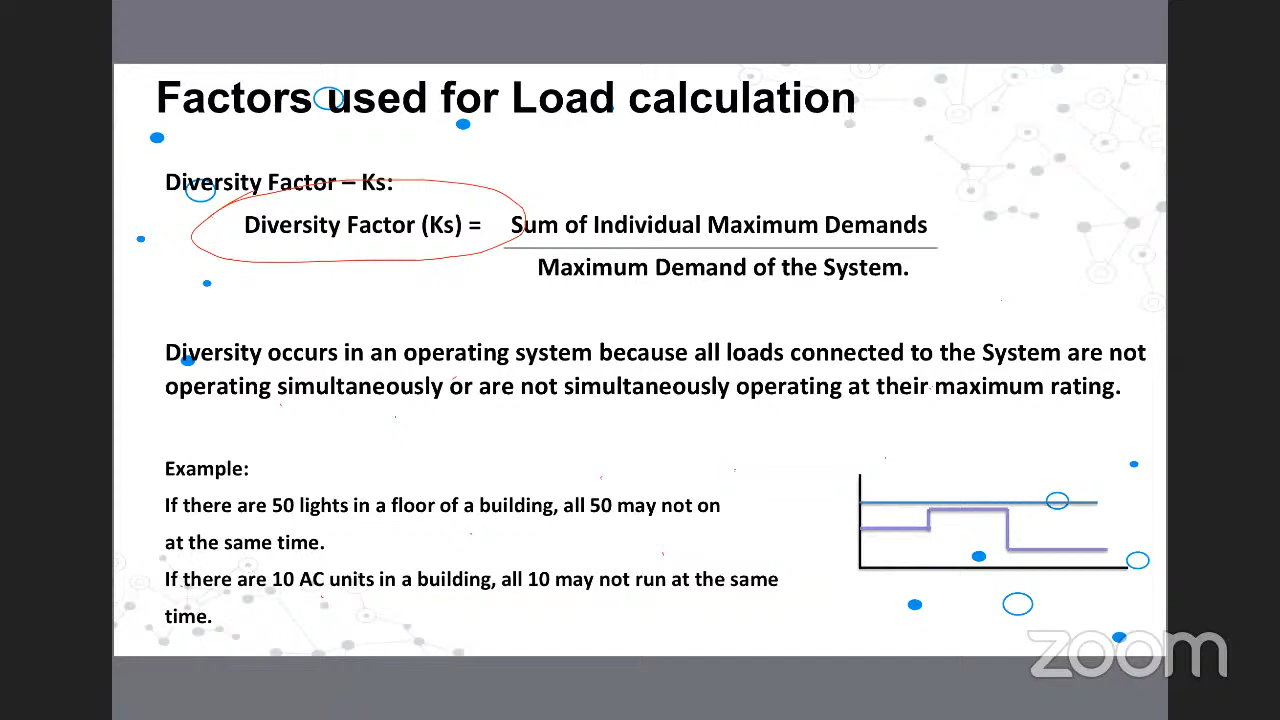 Factors used for Load calculation
Diversity Factor – Ks:
Diversity Factor (Ks) = Sum of Individual Maximum Demands
Maximum Demand of the System.
Diversity occurs in an operating system because all loads connected to the System are not
operating simultaneously or are not simultaneously operating at their maximum rating.
Example:
If there are 50 lights in a floor of a building, all 50 may not on
at the same time.
If there are 10 AC units in a building, all 10 may not run at the same
time.
zoom